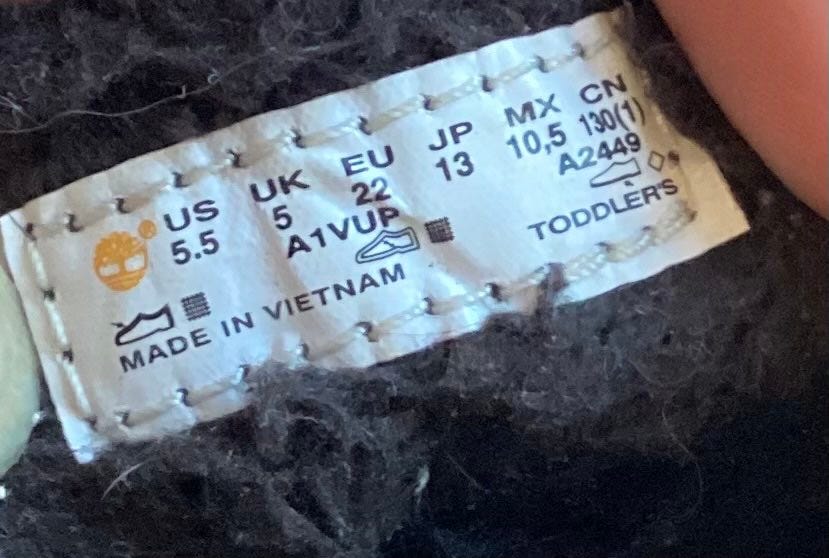 US UK EU JP MX CN
5.5 5 22 13 10,5 130(1)
A1VUP A2449
TODDLER'S
MADE IN VIETNAM